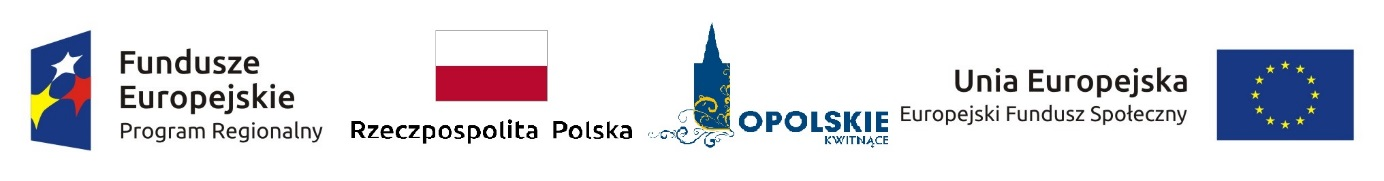 Fundusze
Europejskie
Program Regionalny
Rzeczpospolita Polska
OPOLSKIE
KWITNĄCE
Unia Europejska
Europejski Fundusz Społeczny